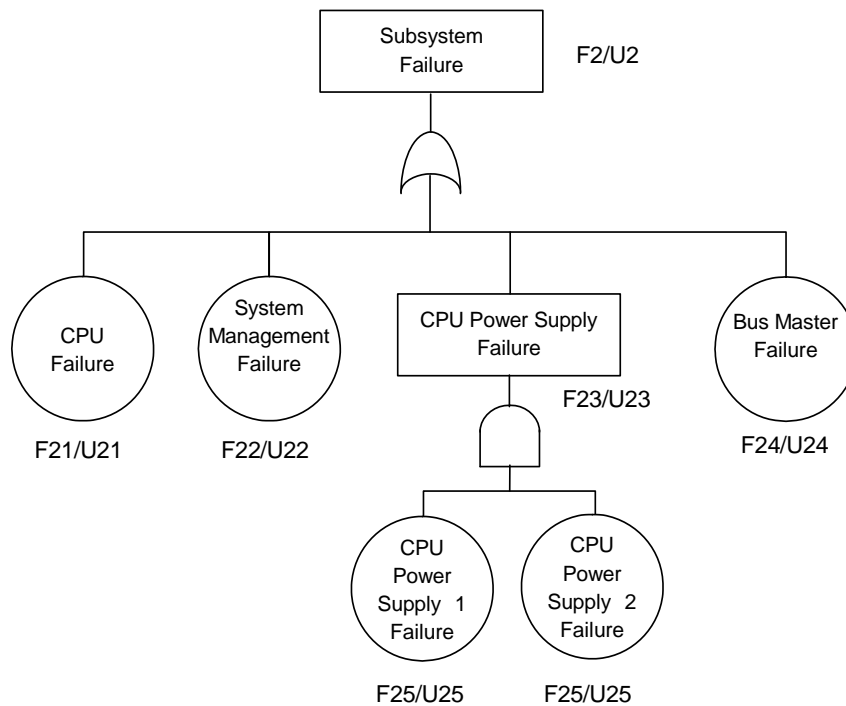 Subsystem
Failure
F2/U2
CPU
Failure
F21/U21
System
Management
Failure
F22/U22
CPU Power Supply
Failure
F23/U23
Bus Master
Failure
F24/U24
CPU
Power
Supply 1
Failure
F25/U25
CPU
Power
Supply 2
Failure
F25/U25